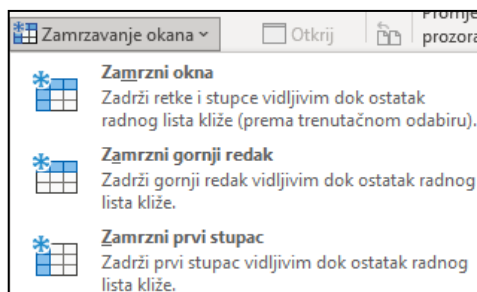 Zamrzavanje okana
Otkrij
prozora
Zamrzni okna
Zadrži retke i stupce vidljivim dok ostatak
radnog lista kliže (prema trenutačnom odabiru).
Zamrzni gornji redak
Zadrži gornji redak vidljivim dok ostatak radnog
lista kliže.
Zamrzni prvi stupac
Zadrži prvi stupac vidljivim dok ostatak radnog
lista kliže.